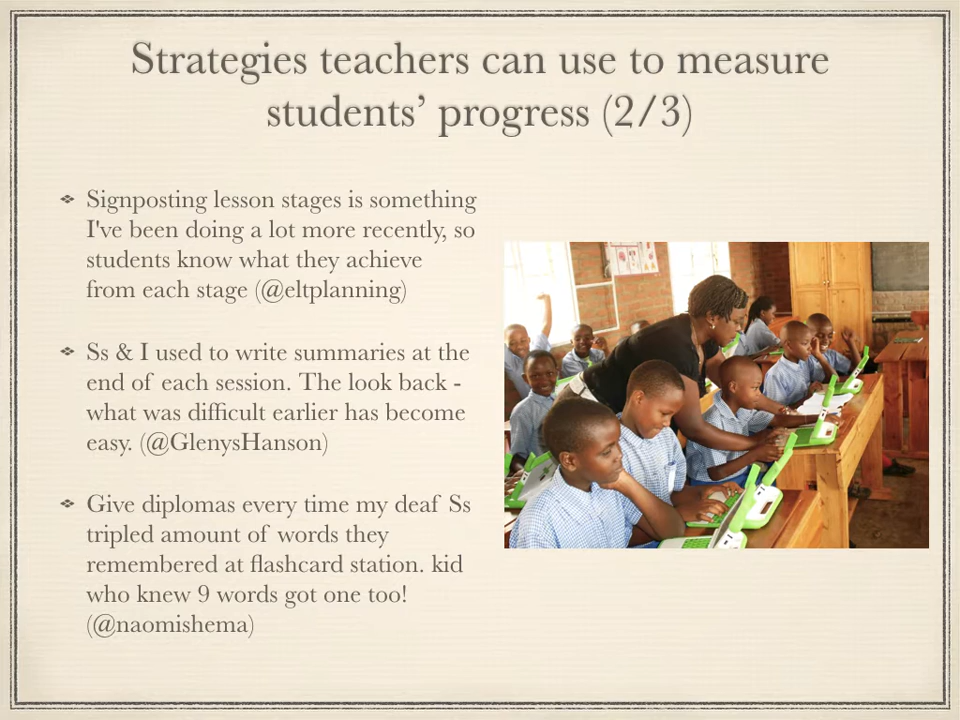 Strategies teachers can use to measure
students’ progress (2/3)
Signposting lesson stages is something
I've been doing a lot more recently, so
students know what they achieve
from each stage (@eltplanning)
Ss & I used to write summaries at the
end of each session. The look back -
what was difficult earlier has become
easy. (@GlenysHanson)
Give diplomas every time my deaf Ss
tripled amount of words they
remembered at flashcard station. kid
who knew 9 words got one too!
(@naomishema)